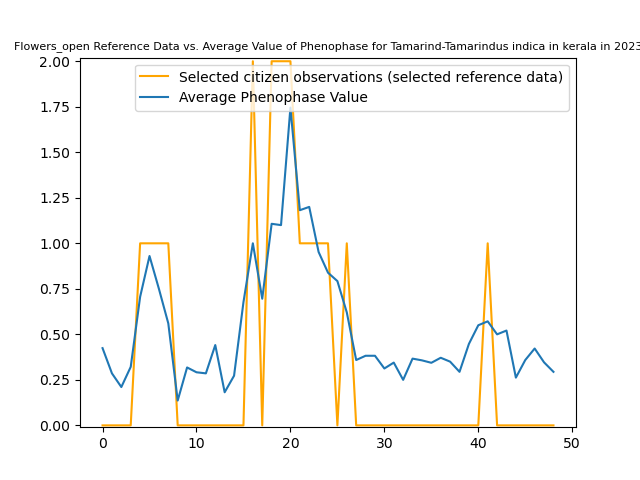 Flowers_open Reference Data vs. Average Value of Phenophase for Tamarind-Tamarindus indica in kerala in 2023
Selected citizen observations (selected reference data)
Average Phenophase Value
2.00
1.75
1.50
1.25
1.00
0.75
0.50
0.25
0.00
0 10 20 30 40 50